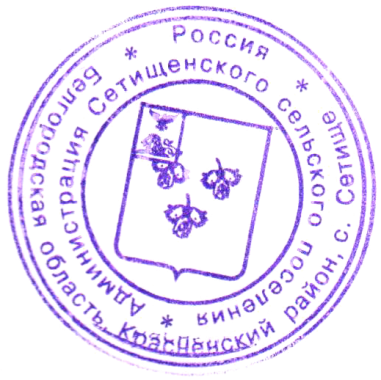 Россия * Белгородская область, Красненский район, с. Сетище *
Администрация Сетищенского сельского поселения *